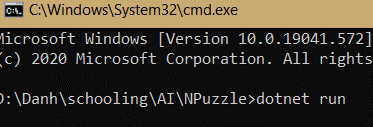 C:\Windows\System32\cmd.exe
Microsoft Windows [Version 10.0.19041.572]
(c) 2020 Microsoft Corporation. All rights
D:\Danh\schooling\AI\NPuzzle>dotnet run